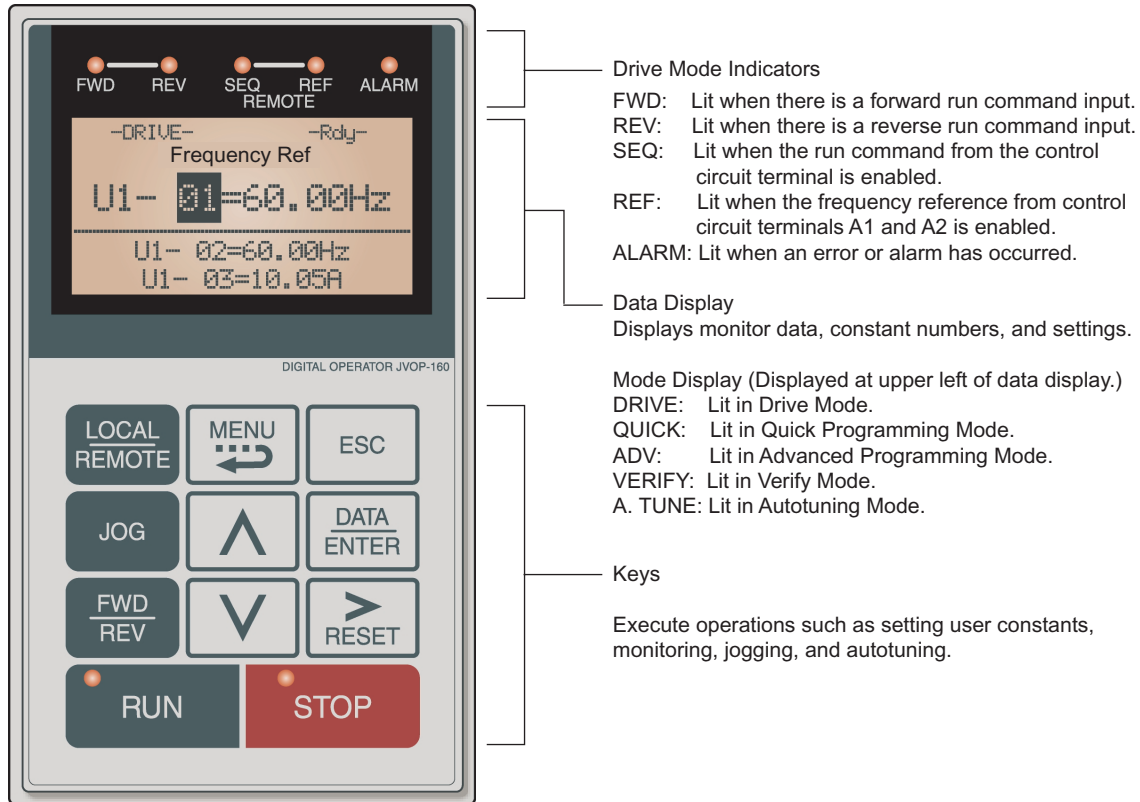 FWD REV SEQ REF ALARM
REMOTE
-DRIVE- -Rdy-
Frequency Ref
U1- 01=60.00Hz
U1- 02=60.00Hz
U1- 03=10.05A
DIGITAL OPERATOR JVOP-160
LOCAL
REMOTE
MENU
ESC
JOG
DATA
ENTER
FWD
REV
>
RESET
RUN
STOP
Drive Mode Indicators
FWD: Lit when there is a forward run command input.
REV: Lit when there is a reverse run command input.
SEQ: Lit when the run command from the control
circuit terminal is enabled.
REF: Lit when the frequency reference from control
circuit terminals A1 and A2 is enabled.
ALARM: Lit when an error or alarm has occurred.
Data Display
Displays monitor data, constant numbers, and settings.
Mode Display (Displayed at upper left of data display.)
DRIVE: Lit in Drive Mode.
QUICK: Lit in Quick Programming Mode.
ADV: Lit in Advanced Programming Mode.
VERIFY: Lit in Verify Mode.
A. TUNE: Lit in Autotuning Mode.
Keys
Execute operations such as setting user constants,
monitoring, jogging, and autotuning.